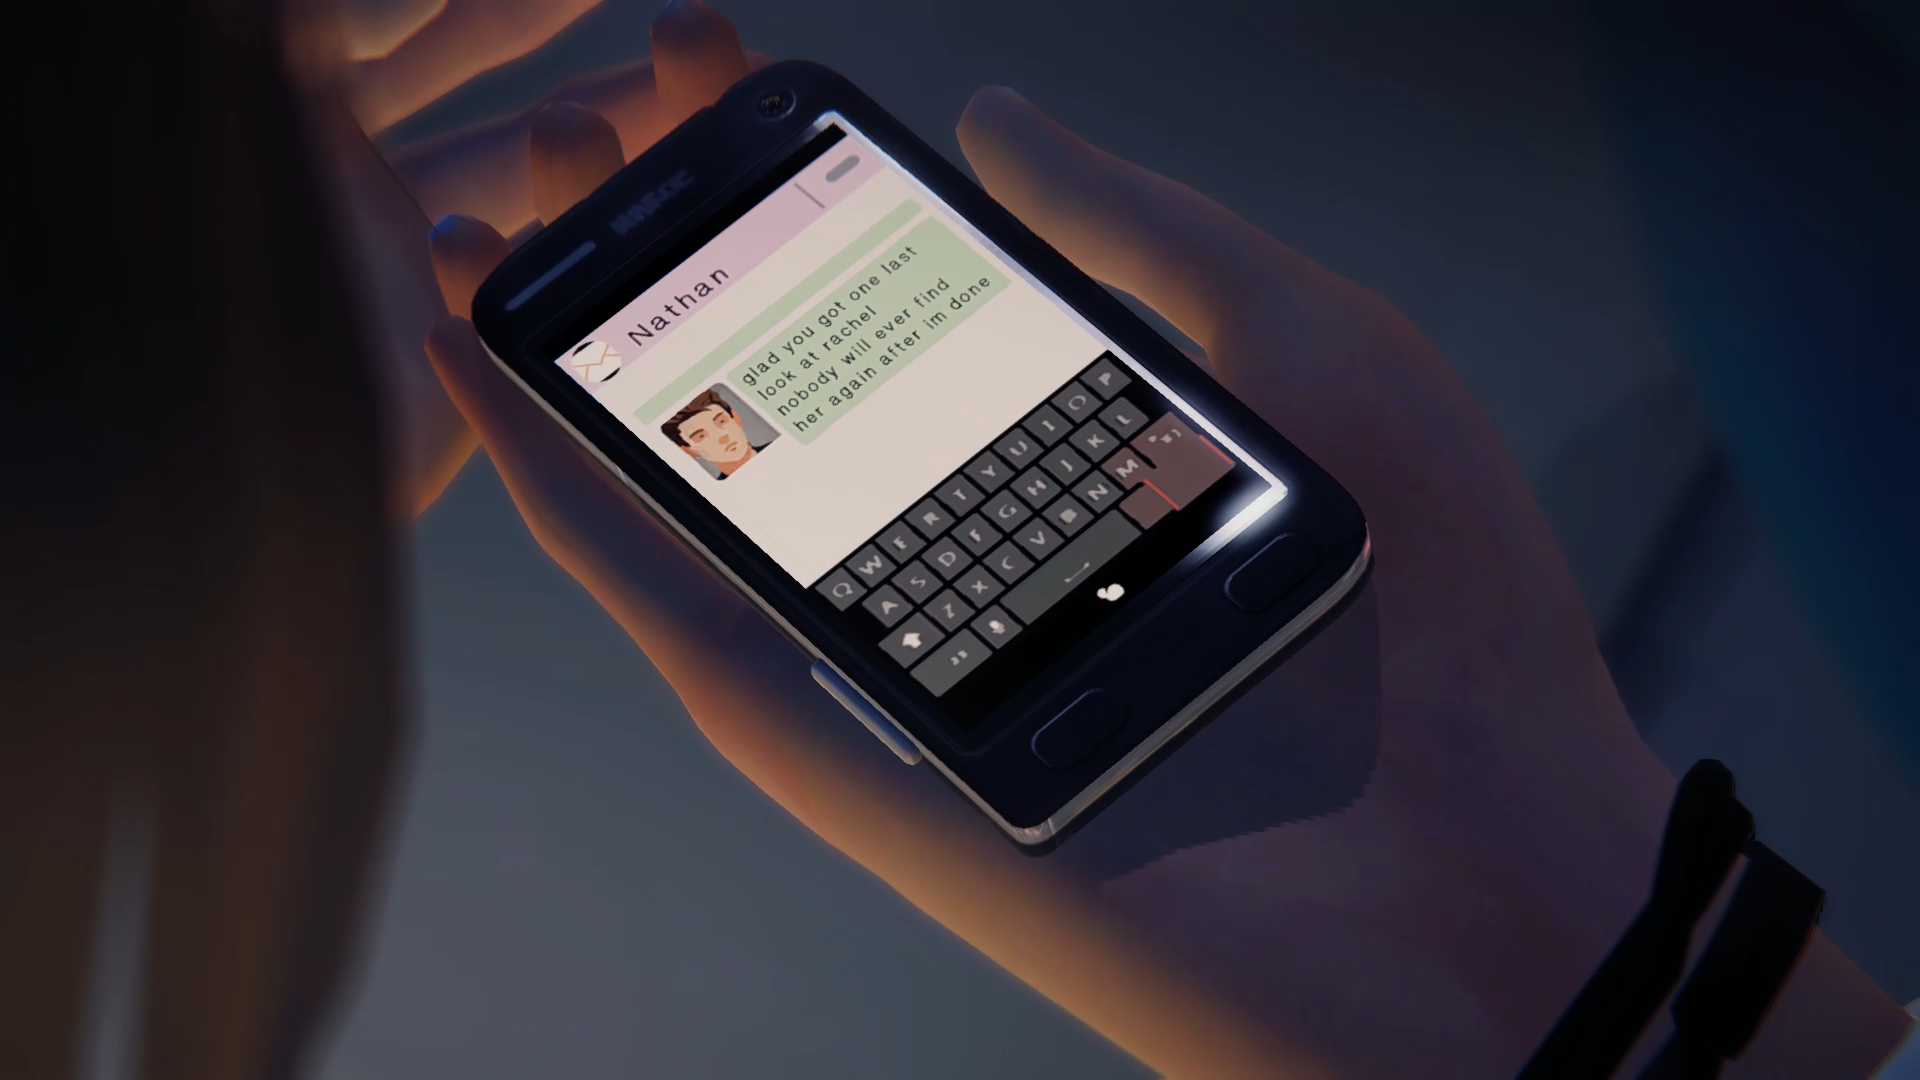 Nathan
glad you got one last
look at rachel
nobody will ever find
her again after im done
Q W E R T Y U I O P
A S D F G H J K L
Z X C V B N M